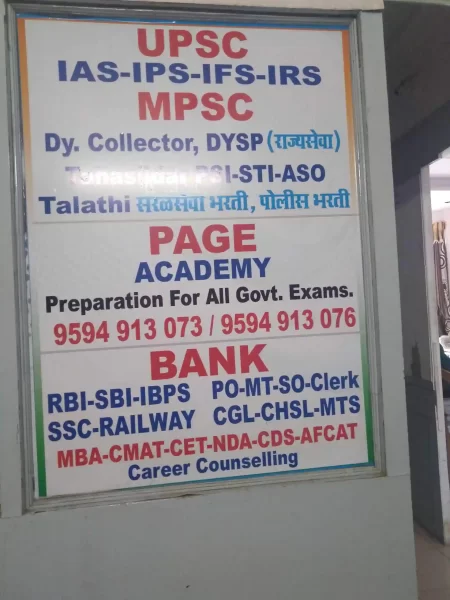 UPSC
IAS-IPS-IFS-IRS
MPSC
Dy. Collector, DYSP (राज्यसेवा)
PSI-STI-ASO
Talathi सरळसेवा भरती, पोलीस भरती
PAGE
ACADEMY
Preparation For All Govt. Exams.
9594 913 073 / 9594 913 076
BANK
RBI-SBI-IBPS PO-MT-SO-Clerk
SSC-RAILWAY CGL-CHSL-MTS
MBA-CMAT-CET-NDA-CDS-AFCAT
Career Counselling